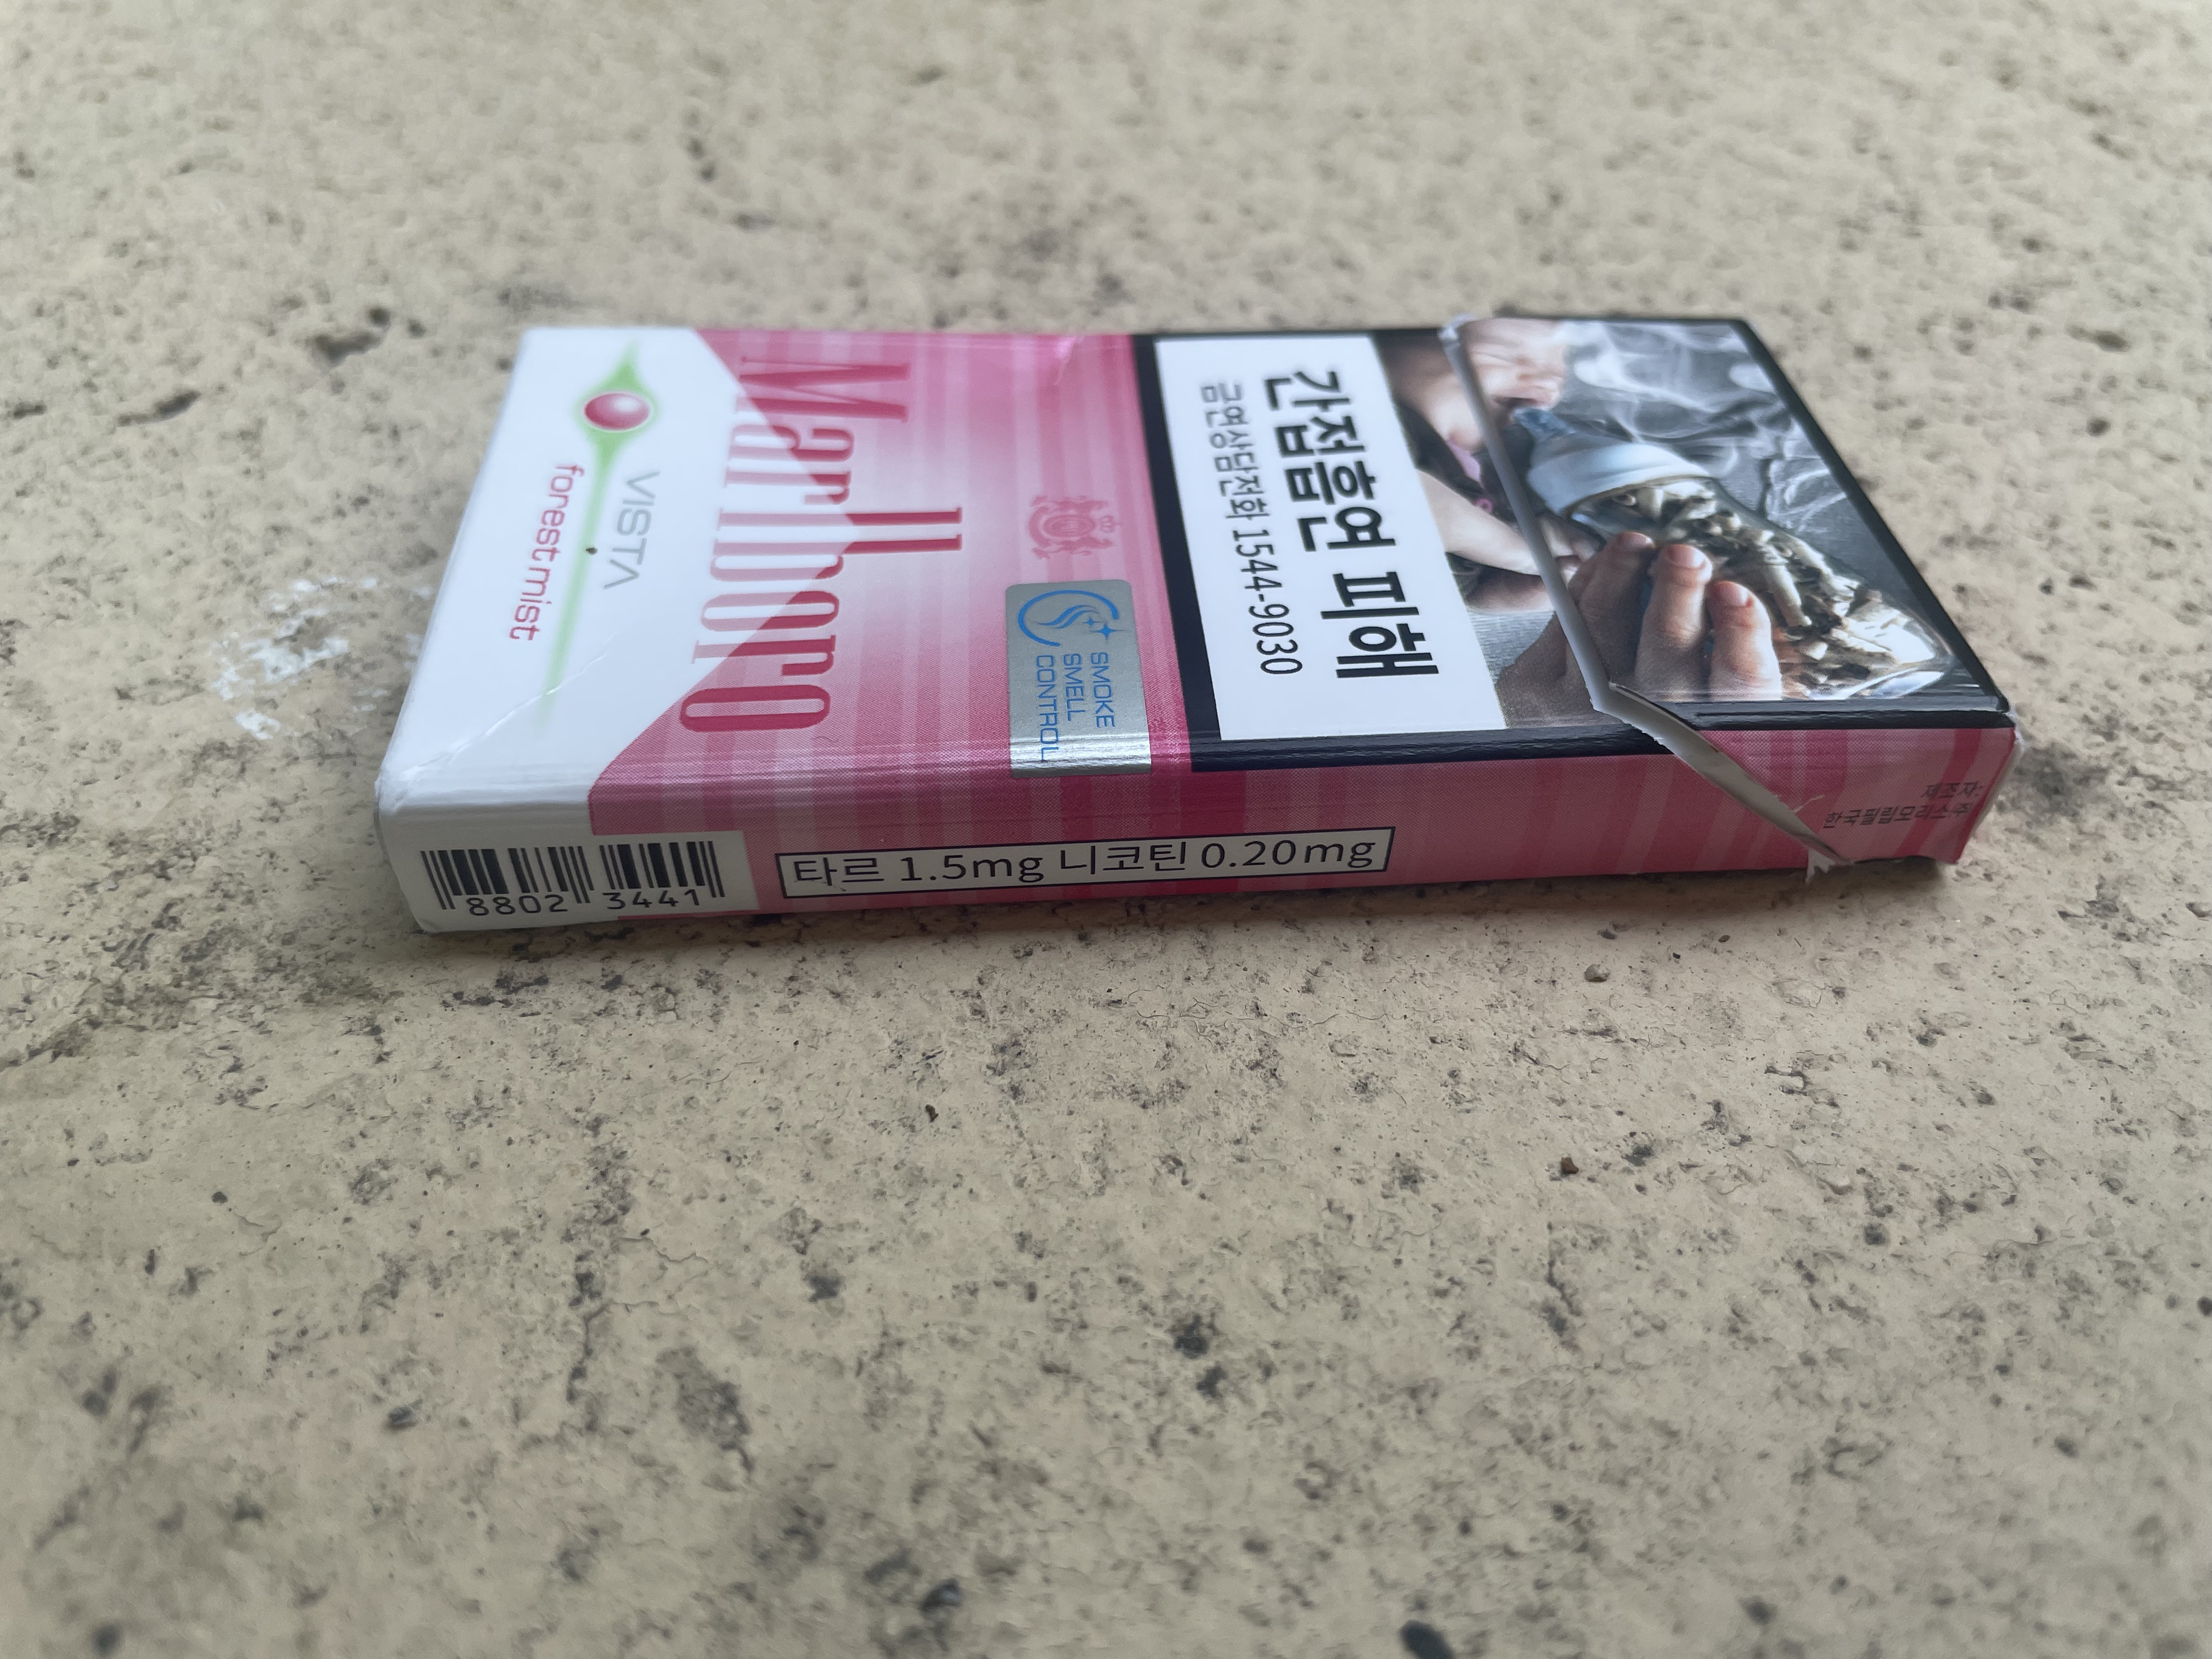 Marlboro
VISTA
forest mist
SMOKE
SMELL
CONTROL
간접흡연 피해
금연상담전화 1544-9030
타르 1.5mg 니코틴 0.20mg
8802 3441
제조자:
한국필립모리스㈜